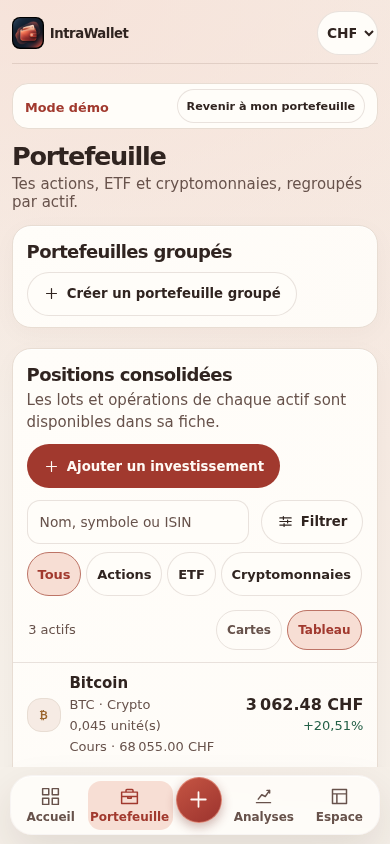 IntraWallet
CHF
Mode démo
Revenir à mon portefeuille
Portefeuille
Tes actions, ETF et cryptomonnaies, regroupés
par actif.
Portefeuilles groupés
Créer un portefeuille groupé
Positions consolidées
Les lots et opérations de chaque actif sont
disponibles dans sa fiche.
Ajouter un investissement
Nom, symbole ou ISIN
Filtrer
Tous
Actions
ETF
Cryptomonnaies
3 actifs
Cartes
Tableau
Bitcoin
BTC · Crypto
0,045 unité(s)
Cours · 68 055.00 CHF
3 062.48 CHF
+20,51%
Accueil
Portefeuille
Analyses
Espace